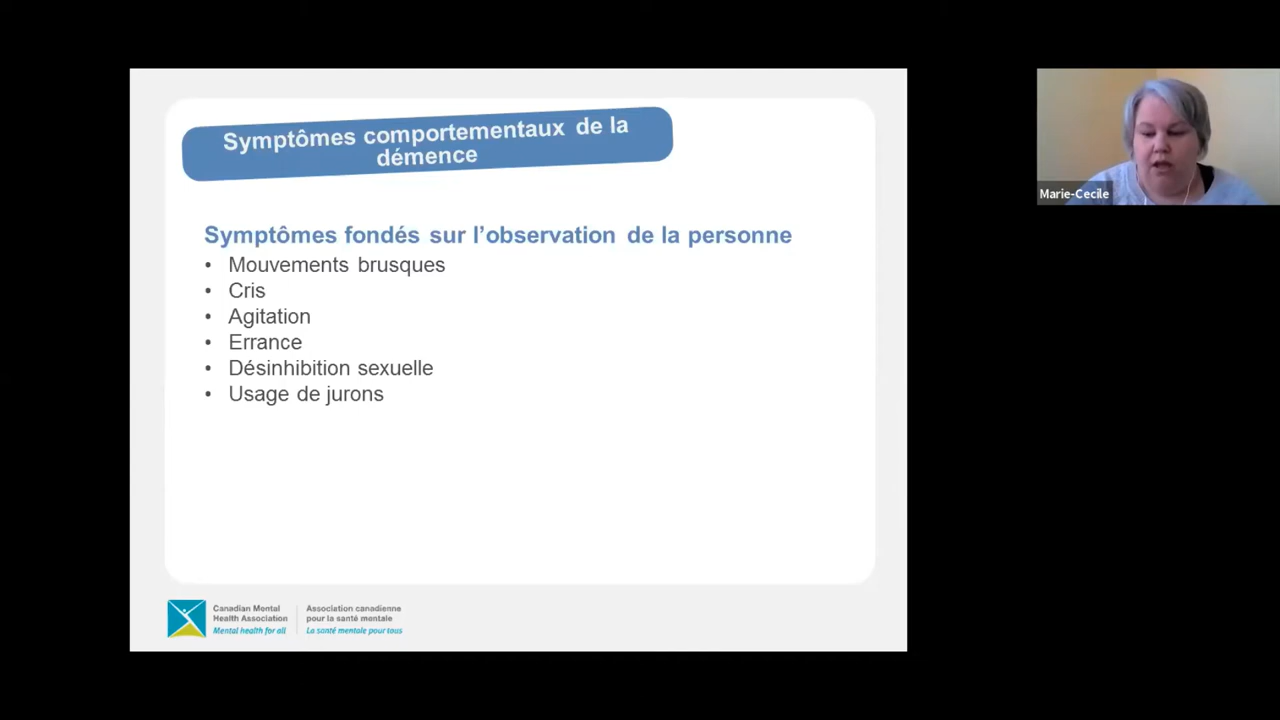 Symptômes comportementaux de la
démence
Symptômes fondés sur l’observation de la personne
• Mouvements brusques
• Cris
• Agitation
• Errance
• Désinhibition sexuelle
• Usage de jurons
Canadian Mental
Health Association
Mental health for all
Association canadienne
pour la santé mentale
La santé mentale pour tous
Marie-Cecile